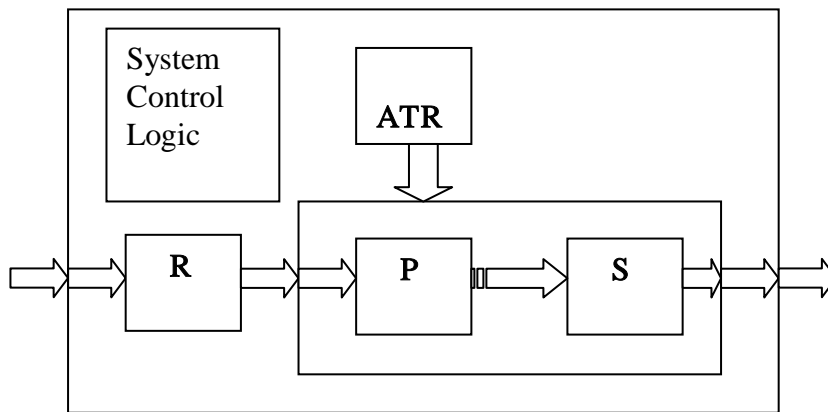 System
Control
Logic
ATR
R
P
S